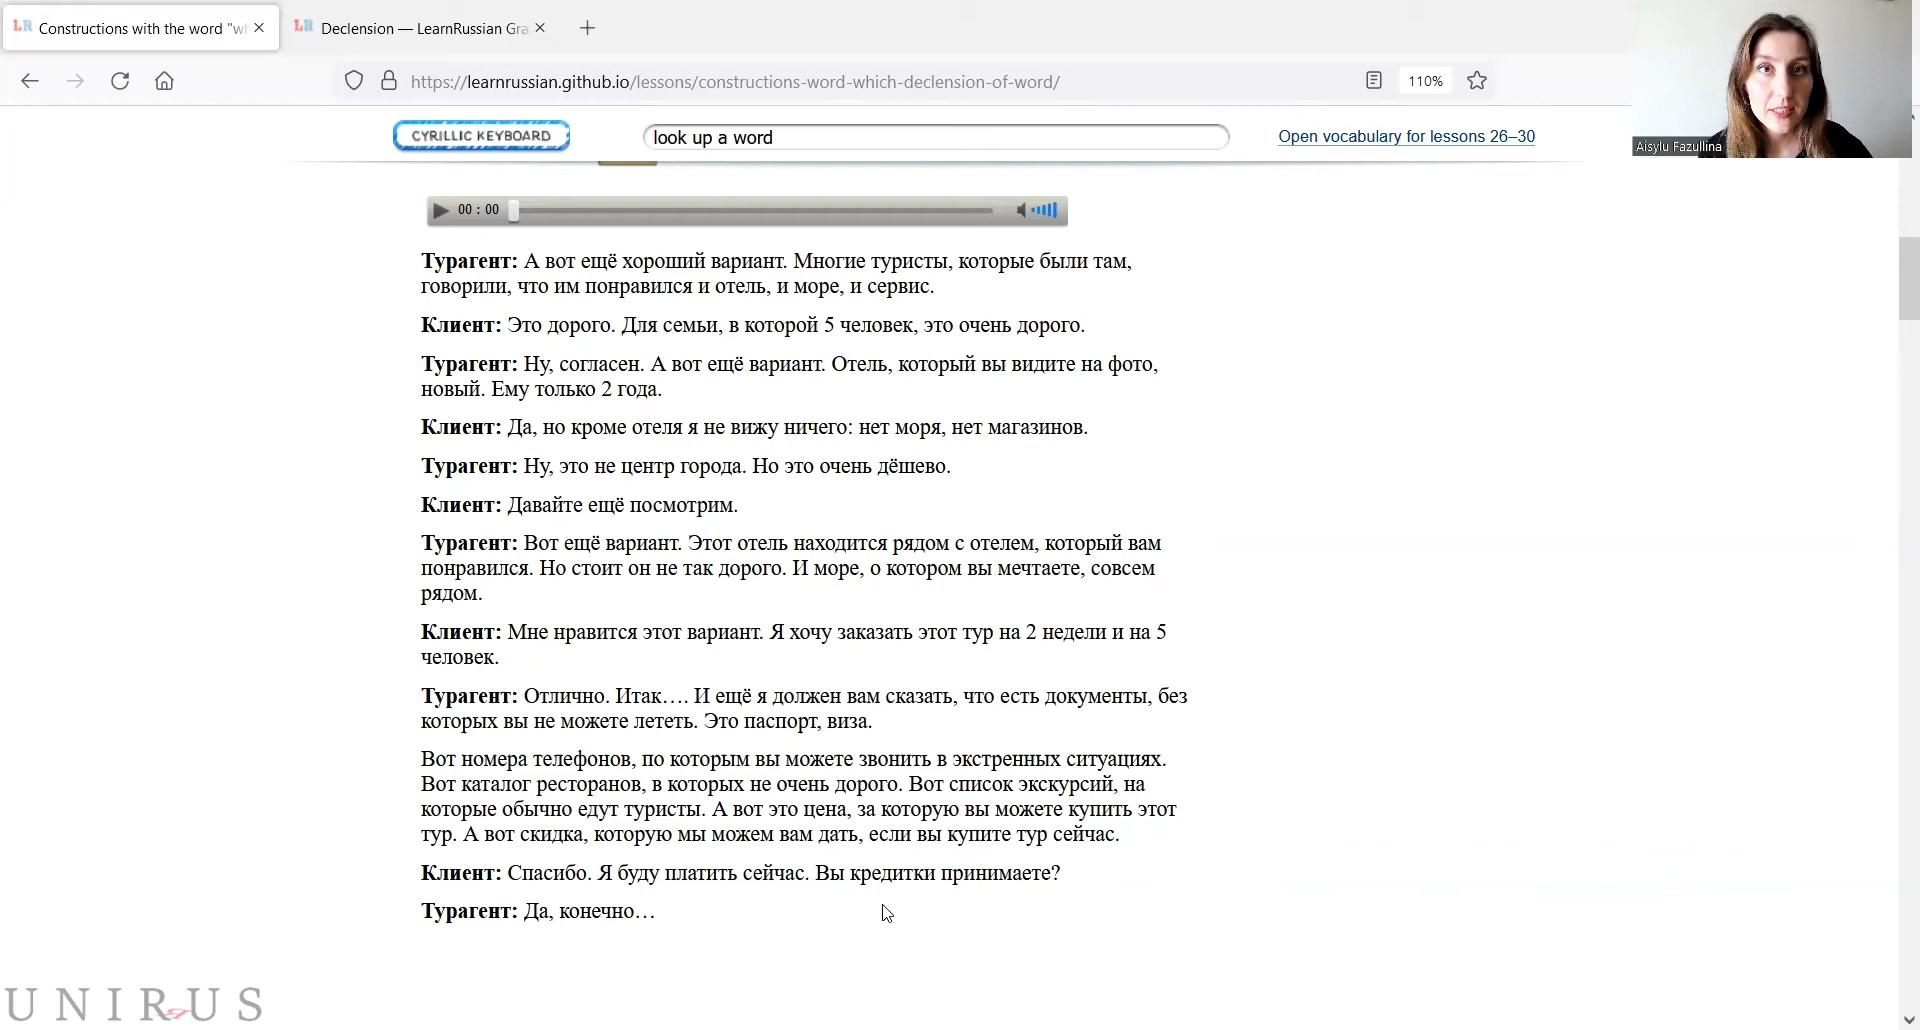 Constructions with the word "wh
Declension — LearnRussian Gra
https://learnrussian.github.io/lessons/constructions-word-which-declension-of-word/
110%
CYRILLIC KEYBOARD
look up a word
Open vocabulary for lessons 26–30
Aisylu Fazullina
00 : 00
Турагент: А вот ещё хороший вариант. Многие туристы, которые были там,
говорили, что им понравился и отель, и море, и сервис.
Клиент: Это дорого. Для семьи, в которой 5 человек, это очень дорого.
Турагент: Ну, согласен. А вот ещё вариант. Отель, который вы видите на фото,
новый. Ему только 2 года.
Клиент: Да, но кроме отеля я не вижу ничего: нет моря, нет магазинов.
Турагент: Ну, это не центр города. Но это очень дёшево.
Клиент: Давайте ещё посмотрим.
Турагент: Вот ещё вариант. Этот отель находится рядом с отелем, который вам
понравился. Но стоит он не так дорого. И море, о котором вы мечтаете, совсем
рядом.
Клиент: Мне нравится этот вариант. Я хочу заказать этот тур на 2 недели и на 5
человек.
Турагент: Отлично. Итак…. И ещё я должен вам сказать, что есть документы, без
которых вы не можете лететь. Это паспорт, виза.
Вот номера телефонов, по которым вы можете звонить в экстренных ситуациях.
Вот каталог ресторанов, в которых не очень дорого. Вот список экскурсий, на
которые обычно едут туристы. А вот это цена, за которую вы можете купить этот
тур. А вот скидка, которую мы можем вам дать, если вы купите тур сейчас.
Клиент: Спасибо. Я буду платить сейчас. Вы кредитки принимаете?
Турагент: Да, конечно…
UNIRUS